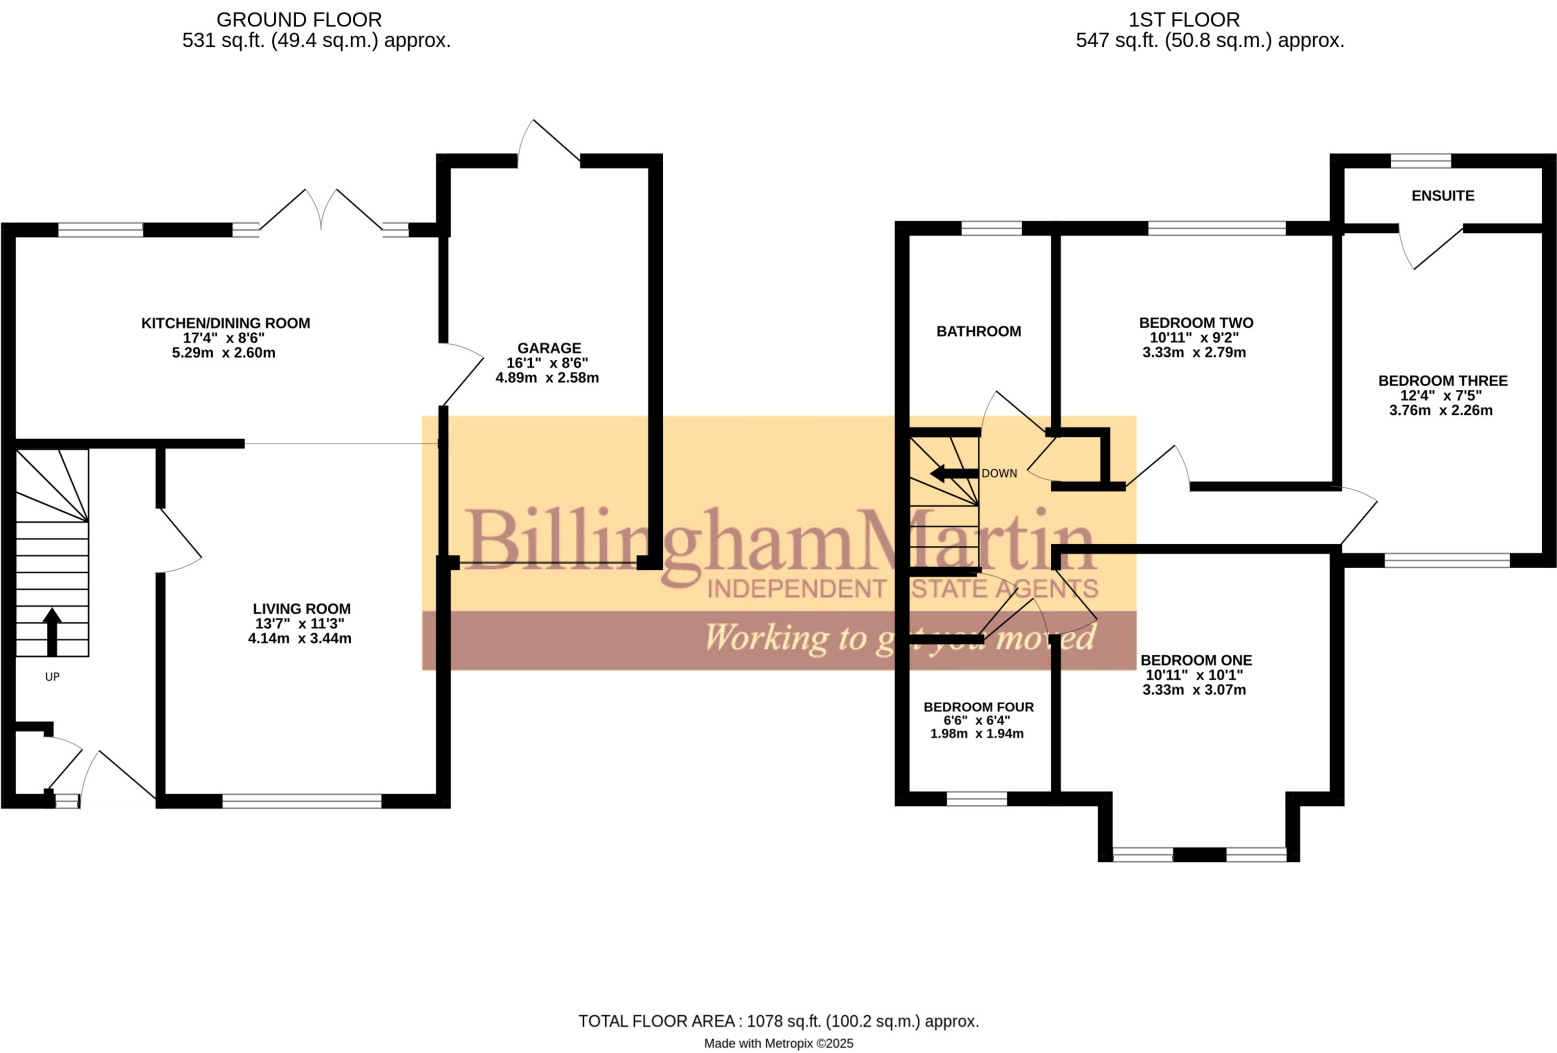 GROUND FLOOR
531 sq.ft. (49.4 sq.m.) approx.
1ST FLOOR
547 sq.ft. (50.8 sq.m.) approx.
KITCHEN/DINING ROOM
17'4" x 8'6"
5.29m x 2.60m
GARAGE
16'1" x 8'6"
4.89m x 2.58m
LIVING ROOM
13'7" x 11'3"
4.14m x 3.44m
UP
ENSUITE
BATHROOM
BEDROOM TWO
10'11" x 9'2"
3.33m x 2.79m
BEDROOM THREE
12'4" x 7'5"
3.76m x 2.26m
DOWN
BillinghamMartin
INDEPENDENT ESTATE AGENTS
Working to get you moved
BEDROOM ONE
10'11" x 10'1"
3.33m x 3.07m
BEDROOM FOUR
6'6" x 6'4"
1.98m x 1.94m
TOTAL FLOOR AREA : 1078 sq.ft. (100.2 sq.m.) approx.
Made with Metropix ©2025